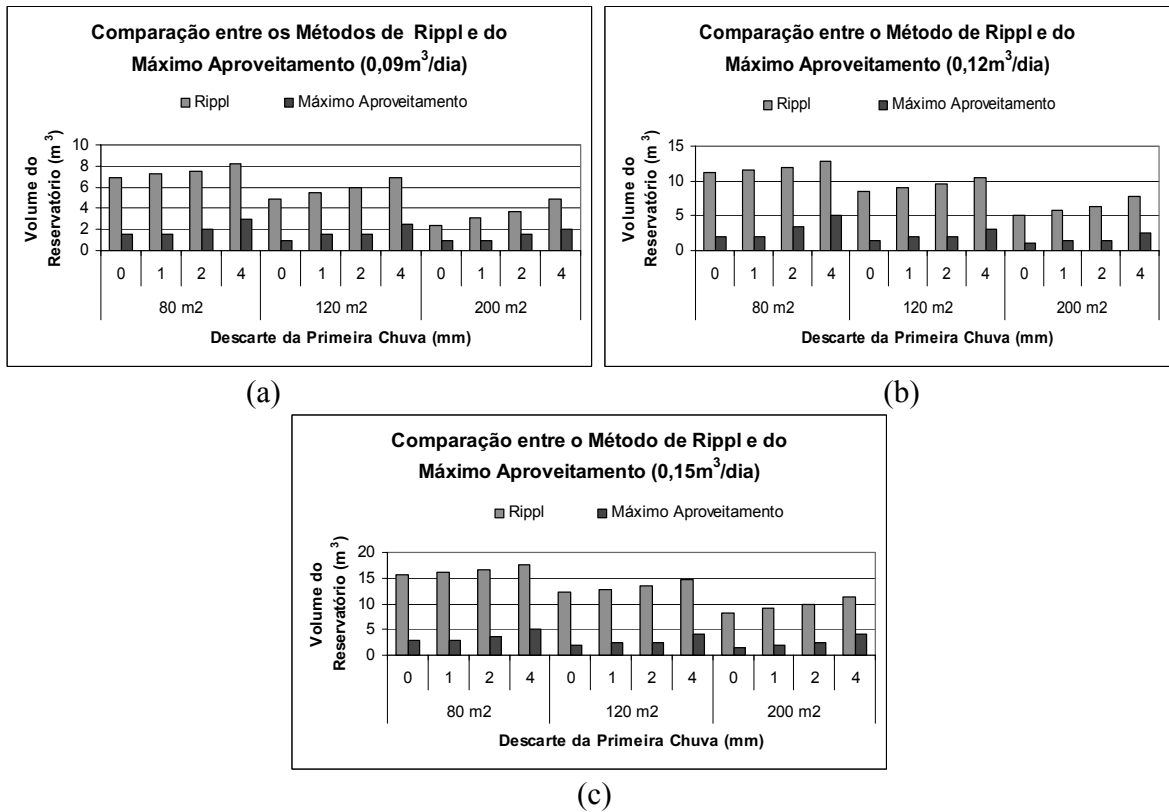 Comparação entre os Métodos de Rippl e do
Máximo Aproveitamento (0,09m³/dia)
Rippl
Máximo Aproveitamento
Volume do
Reservatório (m³)
10
8
6
4
2
0
0 1 2 4 0 1 2 4 0 1 2 4
80 m2 120 m2 200 m2
Descarte da Primeira Chuva (mm)
(a)
Comparação entre o Método de Rippl e do
Máximo Aproveitamento (0,12m³/dia)
Rippl
Máximo Aproveitamento
Volume do
Reservatório (m³)
15
10
5
0
0 1 2 4 0 1 2 4 0 1 2 4
80 m2 120 m2 200 m2
Descarte da Primeira Chuva (mm)
(b)
Comparação entre o Método de Rippl e do
Máximo Aproveitamento (0,15m³/dia)
Rippl
Máximo Aproveitamento
Volume do
Reservatório (m³)
20
15
10
5
0
0 1 2 4 0 1 2 4 0 1 2 4
80 m2 120 m2 200 m2
Descarte da Primeira Chuva (mm)
(c)